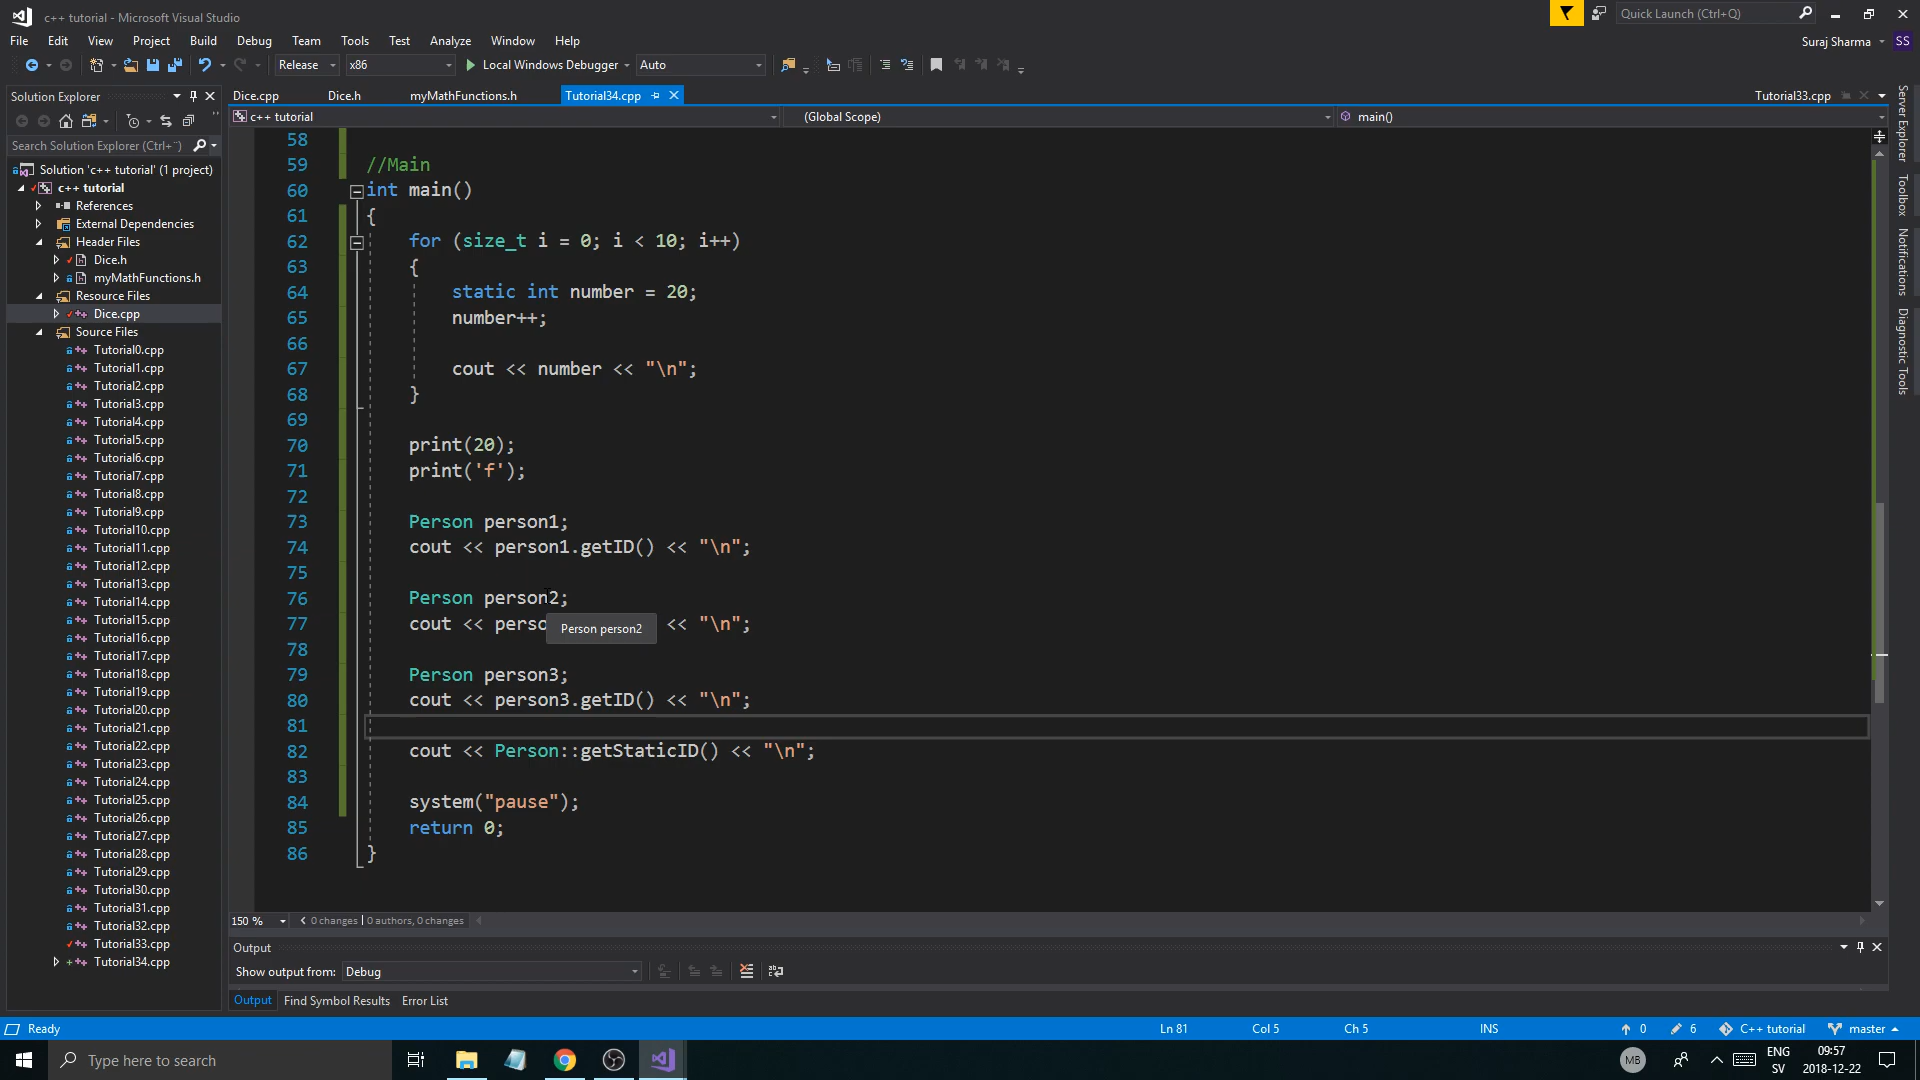 c++ tutorial - Microsoft Visual Studio
Quick Launch (Ctrl+Q)
File Edit View Project Build Debug Team Tools Test Analyze Window Help
Suraj Sharma SS
Release x86 Local Windows Debugger Auto
Solution Explorer
Search Solution Explorer (Ctrl+¨)
Solution 'c++ tutorial' (1 project)
c++ tutorial
References
External Dependencies
Header Files
Dice.h
myMathFunctions.h
Resource Files
Dice.cpp
Source Files
Tutorial0.cpp
Tutorial1.cpp
Tutorial2.cpp
Tutorial3.cpp
Tutorial4.cpp
Tutorial5.cpp
Tutorial6.cpp
Tutorial7.cpp
Tutorial8.cpp
Tutorial9.cpp
Tutorial10.cpp
Tutorial11.cpp
Tutorial12.cpp
Tutorial13.cpp
Tutorial14.cpp
Tutorial15.cpp
Tutorial16.cpp
Tutorial17.cpp
Tutorial18.cpp
Tutorial19.cpp
Tutorial20.cpp
Tutorial21.cpp
Tutorial22.cpp
Tutorial23.cpp
Tutorial24.cpp
Tutorial25.cpp
Tutorial26.cpp
Tutorial27.cpp
Tutorial28.cpp
Tutorial29.cpp
Tutorial30.cpp
Tutorial31.cpp
Tutorial32.cpp
Tutorial33.cpp
Tutorial34.cpp
Dice.cpp Dice.h myMathFunctions.h Tutorial34.cpp Tutorial33.cpp
c++ tutorial (Global Scope) main()
58
59 //Main
60 int main()
61 {
62 for (size_t i = 0; i < 10; i++)
63 {
64 static int number = 20;
65 number++;
66
67 cout << number << "\n";
68 }
69
70 print(20);
71 print('f');
72
73 Person person1;
74 cout << person1.getID() << "\n";
75
76 Person person2;
77 cout << perso << "\n";
Person person2
78
79 Person person3;
80 cout << person3.getID() << "\n";
81
82 cout << Person::getStaticID() << "\n";
83
84 system("pause");
85 return 0;
86 }
150 % 0 changes | 0 authors, 0 changes
Output
Show output from: Debug
Output Find Symbol Results Error List
Server Explorer
Toolbox
Notifications
Diagnostic Tools
Ready Ln 81 Col 5 Ch 5 INS 0 6 C++ tutorial master
Type here to search
MB
ENG
SV
09:57
2018-12-22